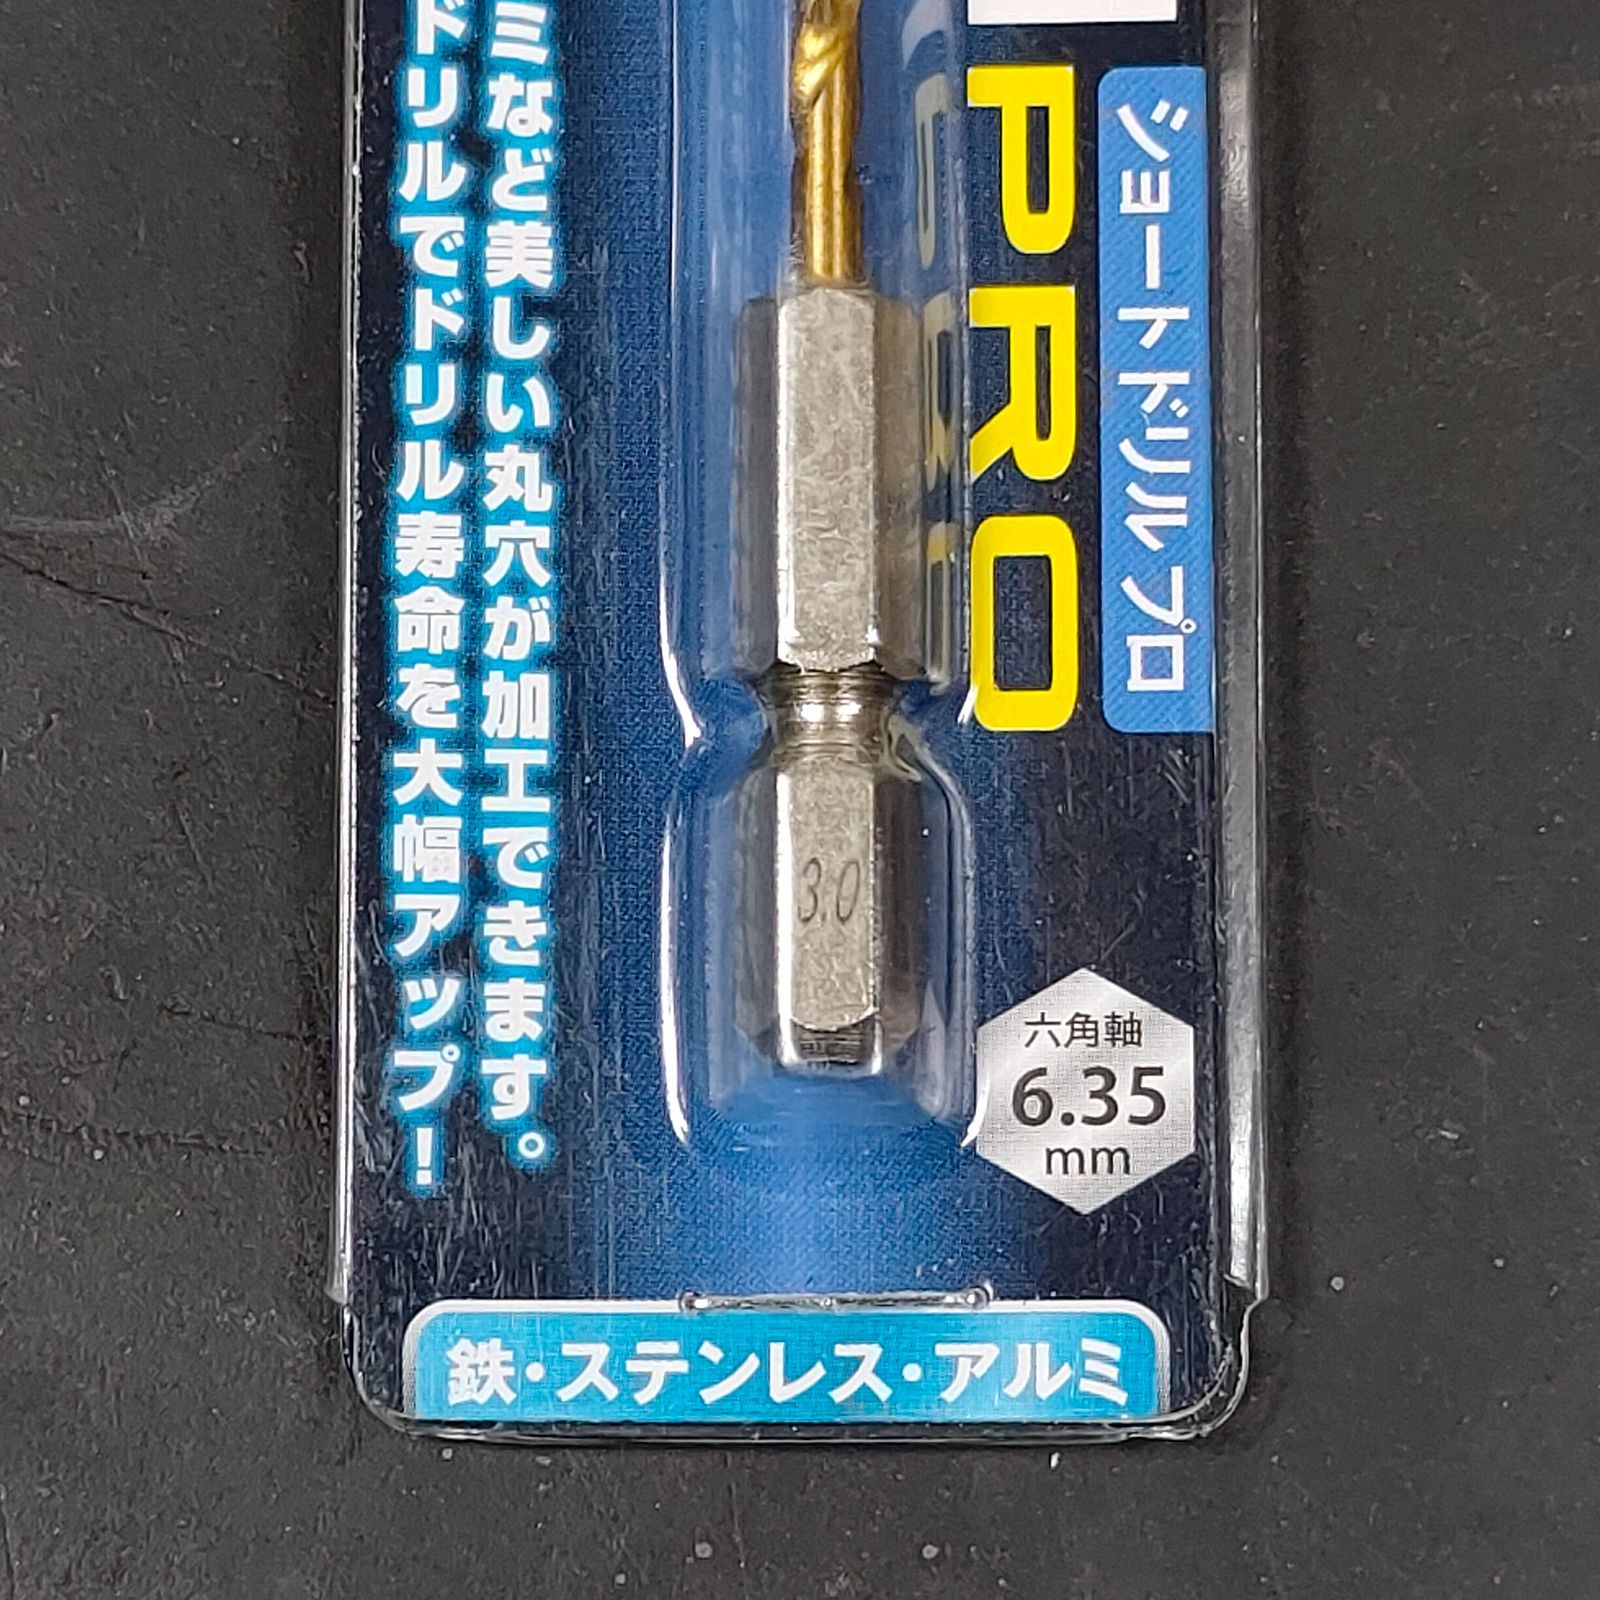 PRO
ショートドリルプロ
ミなど美しい丸穴が加工できます。
ドリルでドリル寿命を大幅アップ!
3.0
六角軸
6.35
mm
鉄・ステンレス・アルミ